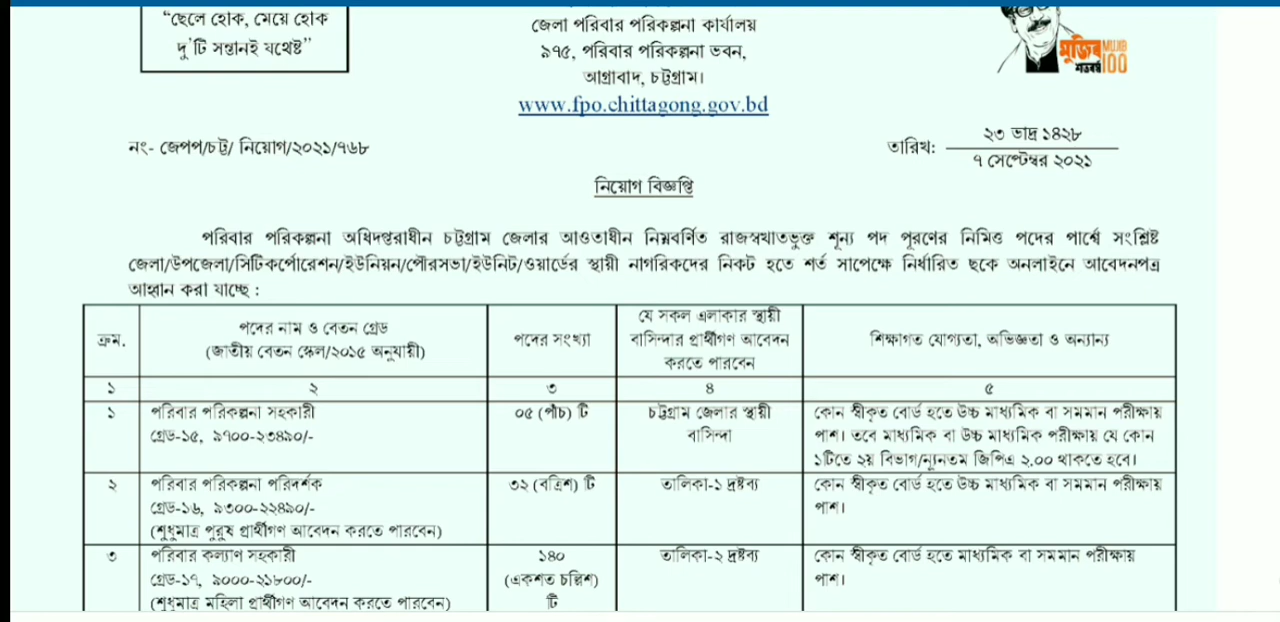 “ছেলে হোক, মেয়ে হোক
দু'টি সন্তানই যথেষ্ট”
জেলা পরিবার পরিকল্পনা কার্যালয়
৯৭৫, পরিবার পরিকল্পনা ভবন,
আগ্রাবাদ, চট্টগ্রাম।
www.fpo.chittagong.gov.bd
মুজিব MUJIB
শতবর্ষ 100
নং- জেপপ/চট্ট/ নিয়োগ/২০২১/৭৬৮
২৩ ভাদ্র ১৪২৮
তারিখ:
৭ সেপ্টেম্বর ২০২১
নিয়োগ বিজ্ঞপ্তি
পরিবার পরিকল্পনা অধিদপ্তরাধীন চট্টগ্রাম জেলার আওতাধীন নিম্নবর্ণিত রাজস্বখাতভুক্ত শূন্য পদ পূরণের নিমিত্ত পদের পার্শ্বে সংশ্লিষ্ট
জেলা/উপজেলা/সিটিকর্পোরেশন/ইউনিয়ন/পৌরসভা/ইউনিট/ওয়ার্ডের স্থায়ী নাগরিকদের নিকট হতে শর্ত সাপেক্ষে নির্ধারিত ছকে অনলাইনে আবেদনপত্র
আহ্বান করা যাচ্ছে :
ক্রম.
পদের নাম ও বেতন গ্রেড
(জাতীয় বেতন স্কেল/২০১৫ অনুযায়ী)
পদের সংখ্যা
যে সকল এলাকার স্থায়ী
বাসিন্দার প্রার্থীগণ আবেদন
করতে পারবেন
শিক্ষাগত যোগ্যতা, অভিজ্ঞতা ও অন্যান্য
১ ২ ৩ ৪ ৫
১
পরিবার পরিকল্পনা সহকারী
গ্রেড-১৫, ৯৭০০-২৩৪৯০/-
০৫ (পাঁচ) টি
চট্টগ্রাম জেলার স্থায়ী
বাসিন্দা
কোন স্বীকৃত বোর্ড হতে উচ্চ মাধ্যমিক বা সমমান পরীক্ষায়
পাশ। তবে মাধ্যমিক বা উচ্চ মাধ্যমিক পরীক্ষায় যে কোন
১টিতে ২য় বিভাগ/ন্যূনতম জিপিএ ২.০০ থাকতে হবে।
২
পরিবার পরিকল্পনা পরিদর্শক
গ্রেড-১৬, ৯৩০০-২২৪৯০/-
(শুধুমাত্র পুরুষ প্রার্থীগণ আবেদন করতে পারবেন)
৩২ (বত্রিশ) টি
তালিকা-১ দ্রষ্টব্য
কোন স্বীকৃত বোর্ড হতে উচ্চ মাধ্যমিক বা সমমান পরীক্ষায়
পাশ।
৩
পরিবার কল্যাণ সহকারী
গ্রেড-১৭, ৯০০০-২১৮০০/-
(শুধুমাত্র মহিলা প্রার্থীগণ আবেদন করতে পারবেন)
১৪০
(একশত চল্লিশ)
টি
তালিকা-২ দ্রষ্টব্য
কোন স্বীকৃত বোর্ড হতে মাধ্যমিক বা সমমান পরীক্ষায়
পাশ।